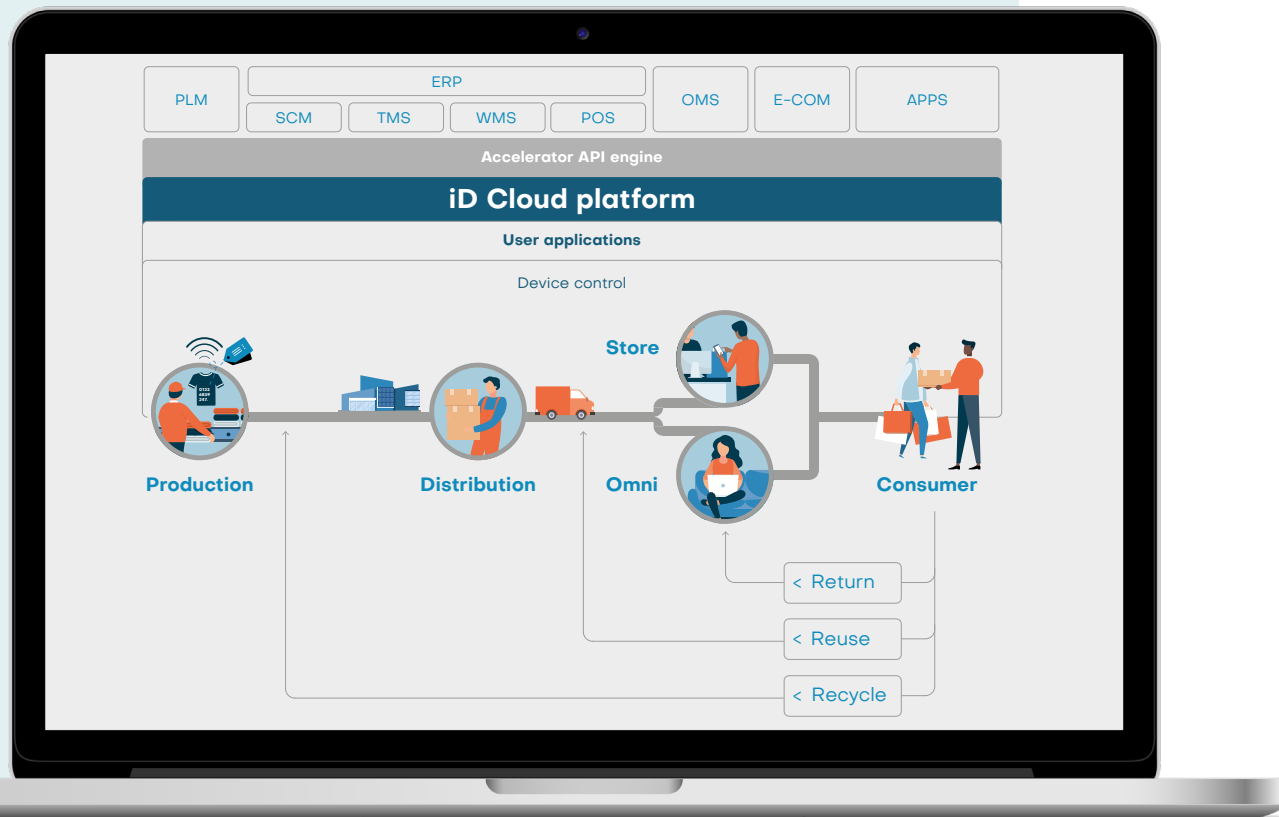 PLM
ERP
SCM
TMS
WMS
POS
OMS
E-COM
APPS
Accelerator API engine
iD Cloud platform
User applications
Device control
Store
Production
Distribution
Omni
Consumer
< Return
< Reuse
< Recycle